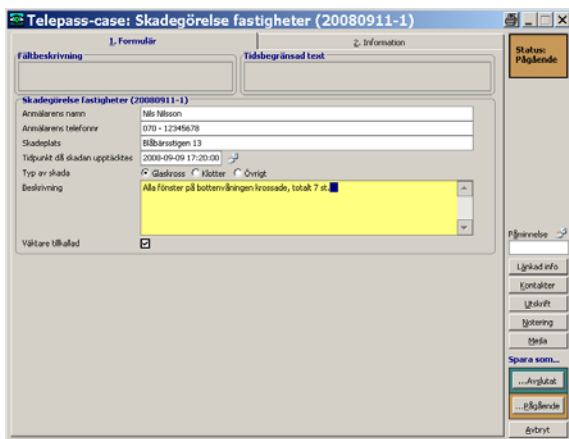 Telepass-case: Skadegörelse fastigheter (20080911-1)
1. Formulär
2. Information
Fältbeskrivning
Tidsbegränsad text
Status:
Pågående
Skadegörelse fastigheter (20080911-1)
Anmälarens namn
Nils Nilsson
Anmälarens telefonnr
070 - 12345678
Skadeplats
Blåbärsstigen 13
Tidpunkt då skadan upptäcktes
2008-09-09 17:20:00
Typ av skada
Glaskross
Klotter
Övrigt
Beskrivning
Alla fönster på bottenvåningen krossade, totalt 7 st.
Väktare tillkallad
Påminnelse
Länkad info
Kontakter
Utskrift
Notering
Mejla
Spara som...
...Avslutat
...Pågående
Avbryt